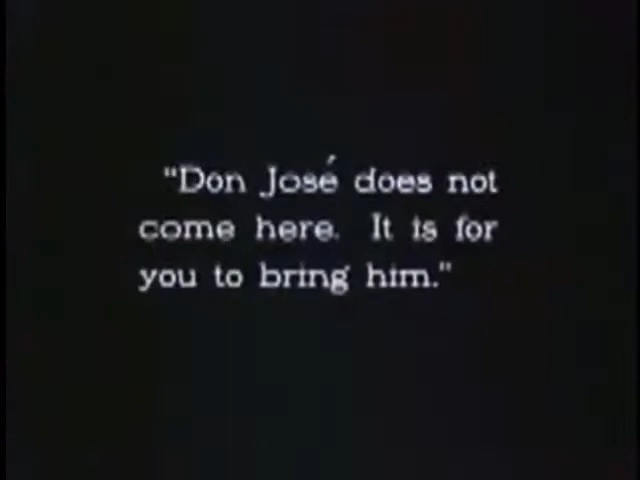 "Don José does not
come here. It is for
you to bring him."